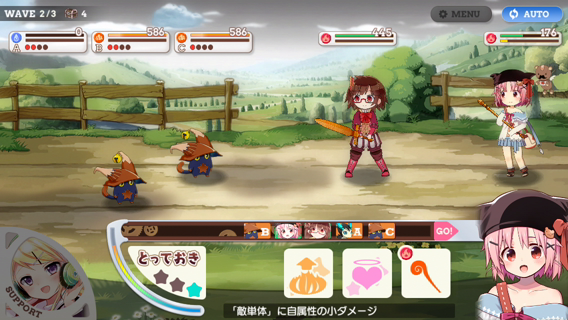 WAVE 2/3 4
MENU
AUTO
0
A
586
B
586
C
445
176
B A C GO!
とっておき
SUPPORT
「敵単体」に自属性の小ダメージ